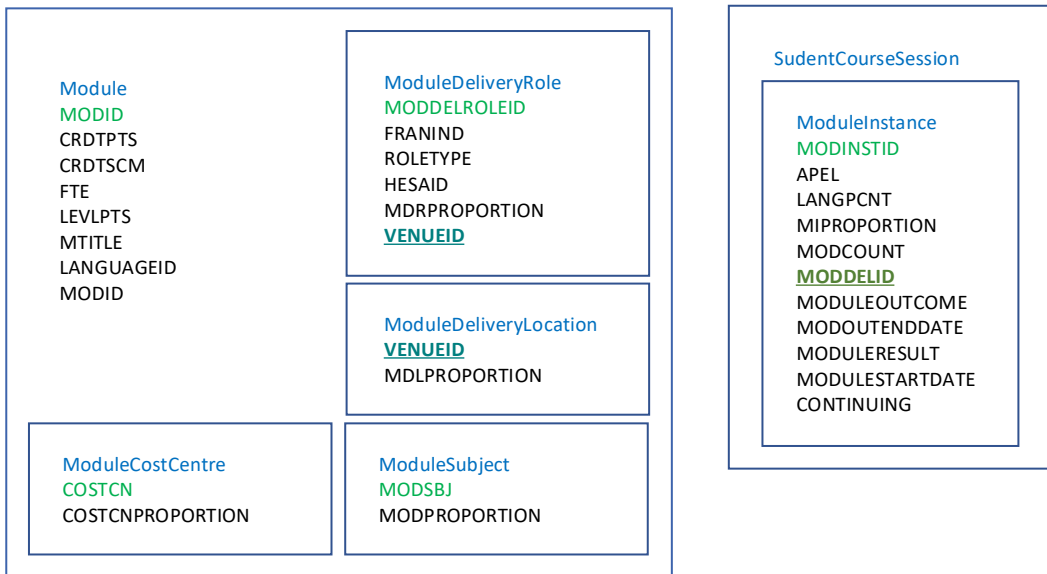 Module
MODID
CRDTPTS
CRDTSCM
FTE
LEVLPTS
MTITLE
LANGUAGEID
MODID
ModuleDeliveryRole
MODDELROLEID
FRANIND
ROLETYPE
HESAID
MDRPROPORTION
VENUEID
ModuleDeliveryLocation
VENUEID
MDLPROPORTION
ModuleCostCentre
COSTCN
COSTCNPROPORTION
ModuleSubject
MODSBJ
MODPROPORTION
SudentCourseSession
ModuleInstance
MODINSTID
APEL
LANGPCNT
MIPROPORTION
MODCOUNT
MODDELID
MODULEOUTCOME
MODOUTENDDATE
MODULERESULT
MODULESTARTDATE
CONTINUING